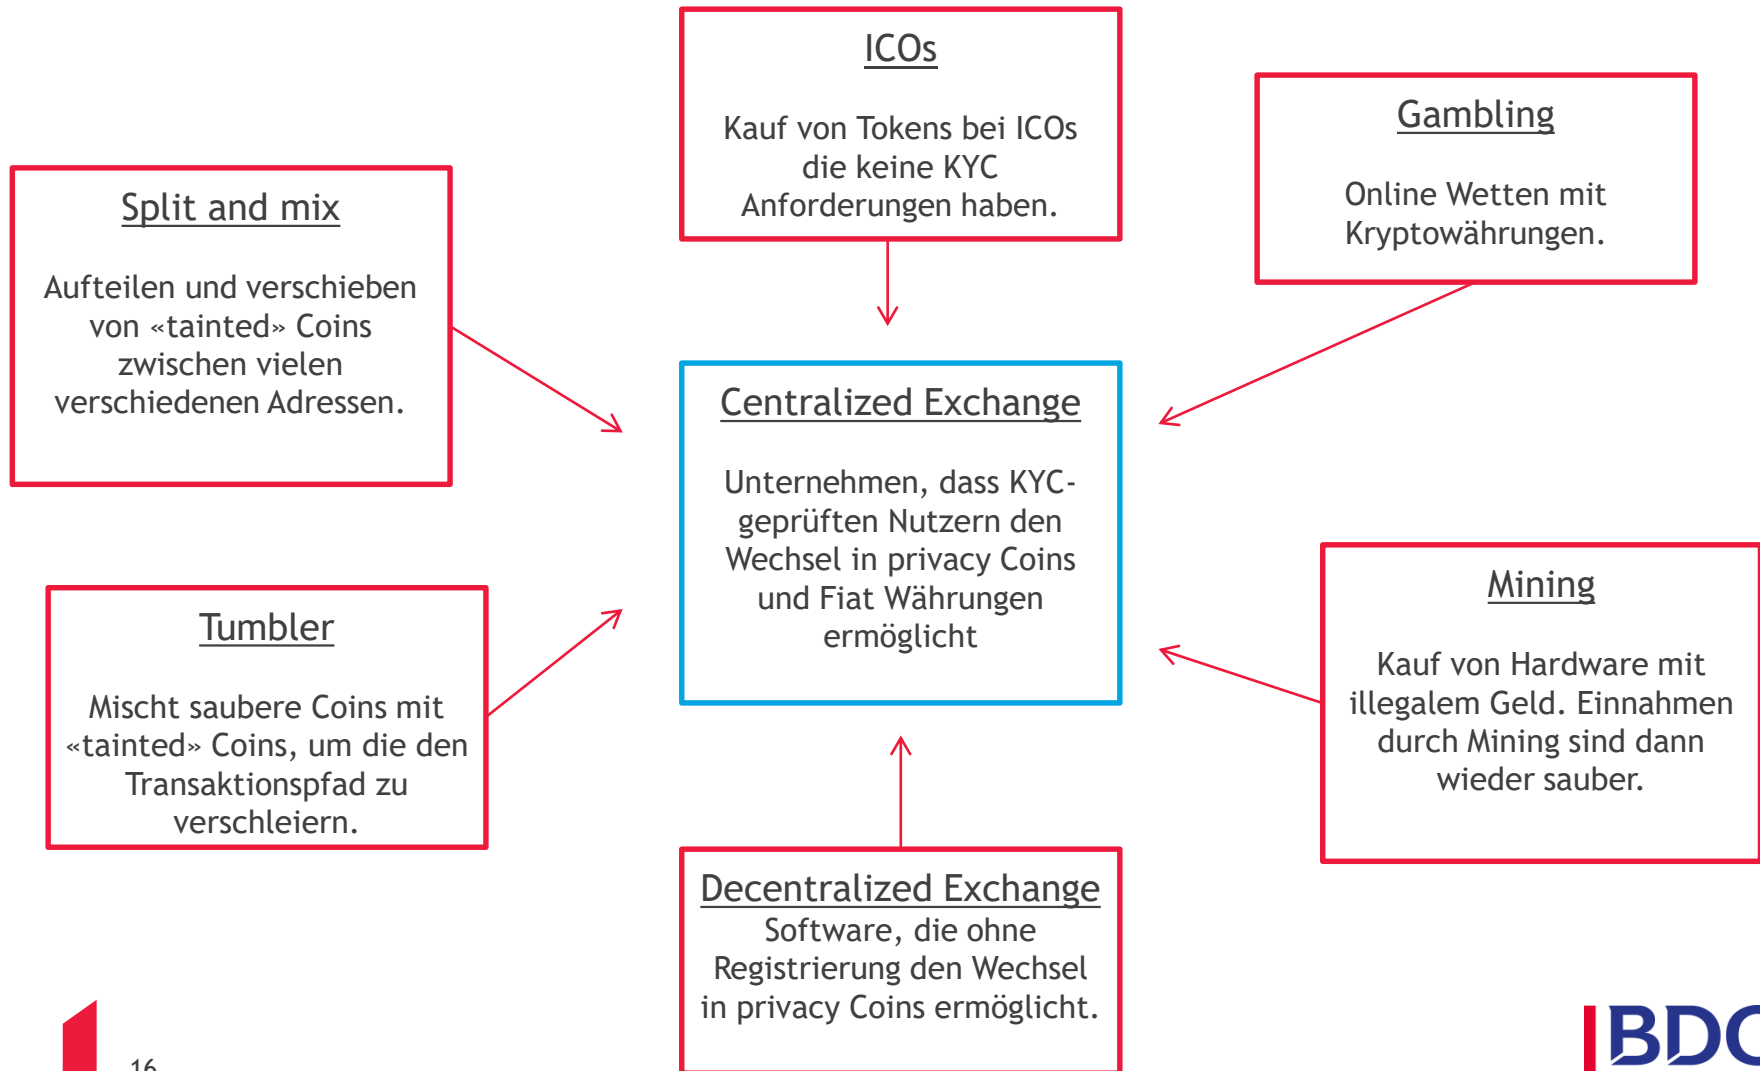 ICOs
Kauf von Tokens bei ICOs
die keine KYC
Anforderungen haben.
Gambling
Online Wetten mit
Kryptowährungen.
Split and mix
Aufteilen und verschieben
von «tainted» Coins
zwischen vielen
verschiedenen Adressen.
Centralized Exchange
Unternehmen, dass KYC-
geprüften Nutzern den
Wechsel in privacy Coins
und Fiat Währungen
ermöglicht
Tumbler
Mischt saubere Coins mit
«tainted» Coins, um die den
Transaktionspfad zu
verschleiern.
Mining
Kauf von Hardware mit
illegalem Geld. Einnahmen
durch Mining sind dann
wieder sauber.
Decentralized Exchange
Software, die ohne
Registrierung den Wechsel
in privacy Coins ermöglicht.
16
BDO